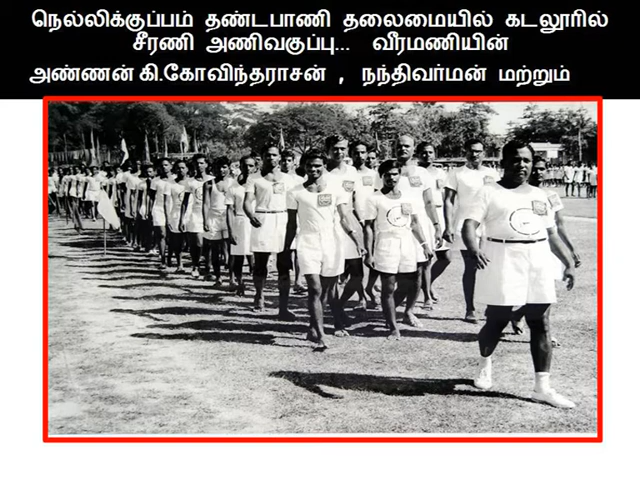 நெல்லிக்குப்பம் தண்டபாணி தலைமையில் கடலூரில்
சீரணி அணிவகுப்பு... வீரமணியின்
அண்ணன் கி.கோவிந்தராசன் , நந்திவர்மன் மற்றும்